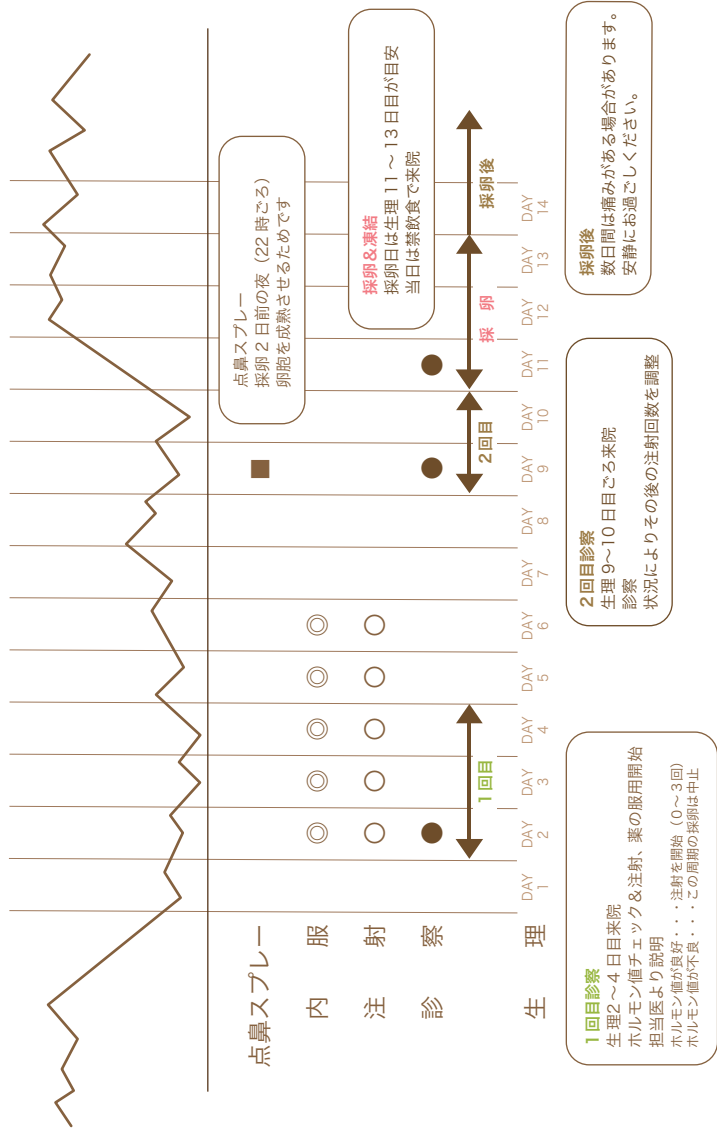 点鼻スプレー
採卵 2 日前の夜（22 時ごろ）
卵胞を成熟させるためです
採卵&凍結
採卵日は生理 11 ～ 13 日目が目安
当日は禁飲食で来院
点鼻スプレー
内服
注射
診察
1回目
2回目
採卵
採卵後
生理
DAY 1
DAY 2
DAY 3
DAY 4
DAY 5
DAY 6
DAY 7
DAY 8
DAY 9
DAY 10
DAY 11
DAY 12
DAY 13
DAY 14
1回目診察
生理2～4 日目来院
ホルモン値チェック＆注射、薬の服用開始
担当医より説明
ホルモン値が良好・・・注射を開始（０～３回）
ホルモン値が不良・・・この周期の採卵は中止
2回目診察
生理 9～10 日目ごろ来院
診察
状況によりその後の注射回数を調整
採卵後
数日間は痛みがある場合があります。
安静にお過ごしください。